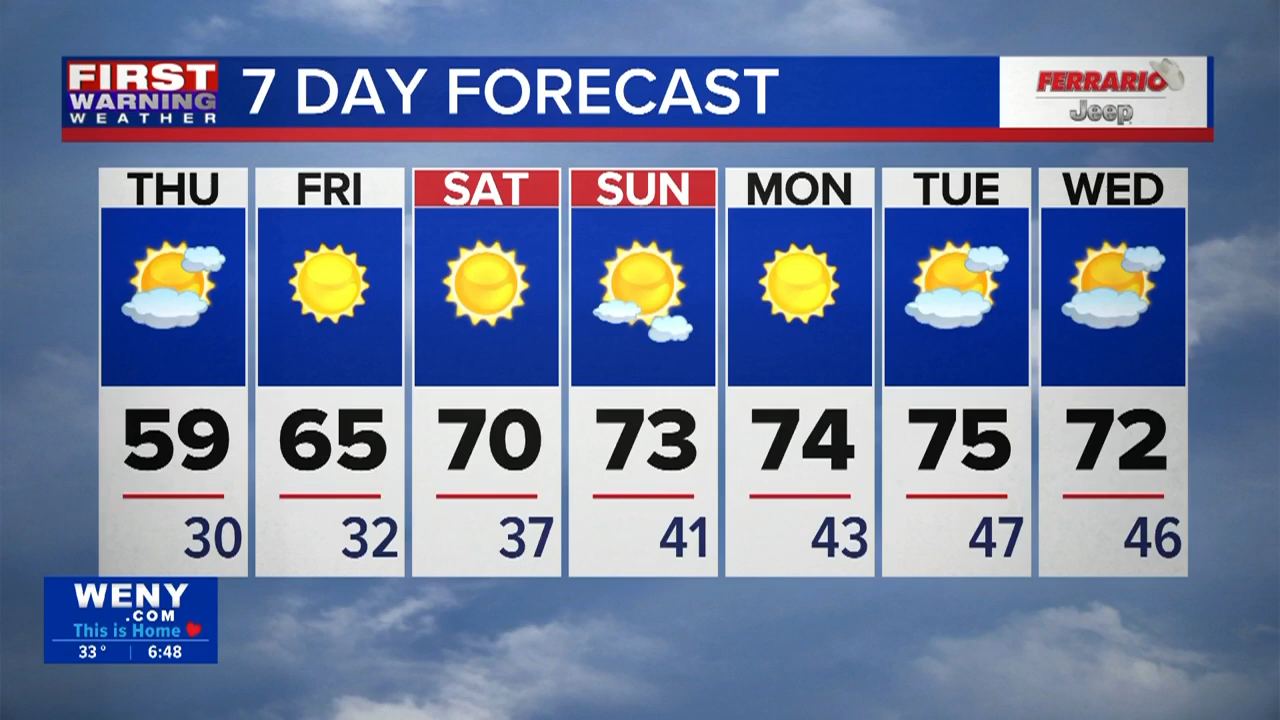 FIRST
WARNING
WEATHER
7 DAY FORECAST
FERRARIO
Jeep
THU FRI SAT SUN MON TUE WED
59 65 70 73 74 75 72
30 32 37 41 43 47 46
WENY
.COM
This is Home
33° | 6:48